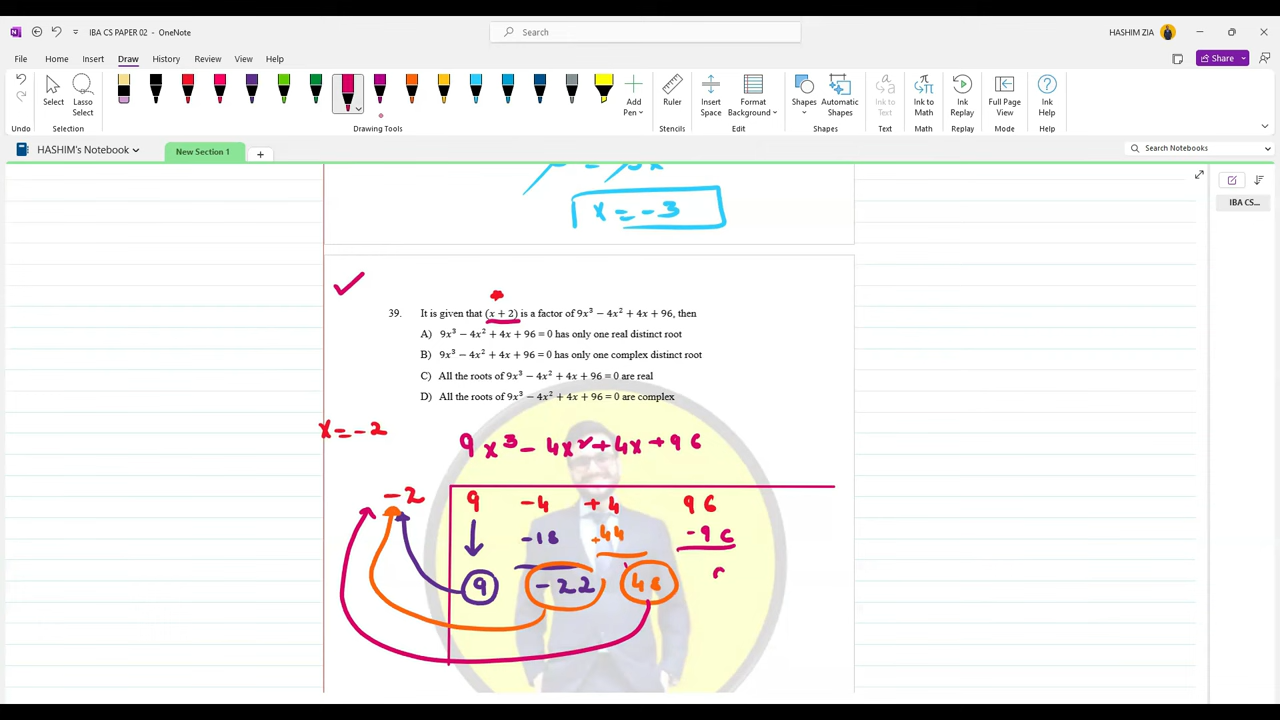 IBA CS PAPER 02 - OneNote
Search
HASHIM ZIA
File Home Insert Draw History Review View Help
Share
Select
Lasso Select
Add Pen
Ruler
Insert Space
Format Background
Shapes
Automatic Shapes
Ink to Text
Ink to Math
Ink Replay
Full Page View
Ink Help
Undo
Selection
Drawing Tools
Stencils
Edit
Shapes
Text
Math
Replay
Mode
Help
HASHIM's Notebook
New Section 1
Search Notebooks
IBA CS...
x = -3
39. It is given that (x + 2) is a factor of 9x³ − 4x² + 4x + 96, then
A) 9x³ − 4x² + 4x + 96 = 0 has only one real distinct root
B) 9x³ − 4x² + 4x + 96 = 0 has only one complex distinct root
C) All the roots of 9x³ − 4x² + 4x + 96 = 0 are real
D) All the roots of 9x³ − 4x² + 4x + 96 = 0 are complex
x = -2
9x³ - 4x² + 4x + 96
-2 9 -4 +4 96
-18 +44 -96
9 -22 48